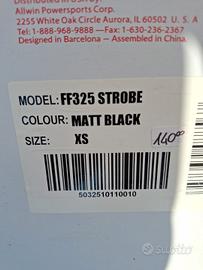 Allwin Powersports Corp.
2255 White Oak Circle Aurora, IL 60502 U. S. A
Tel: 1-888-968-9888 Fax: 1-630-236-2367
Designed in Barcelona – Assembled in China
MODEL: FF325 STROBE
COLOUR: MATT BLACK
SIZE: XS
140,00
5032510110010
subito